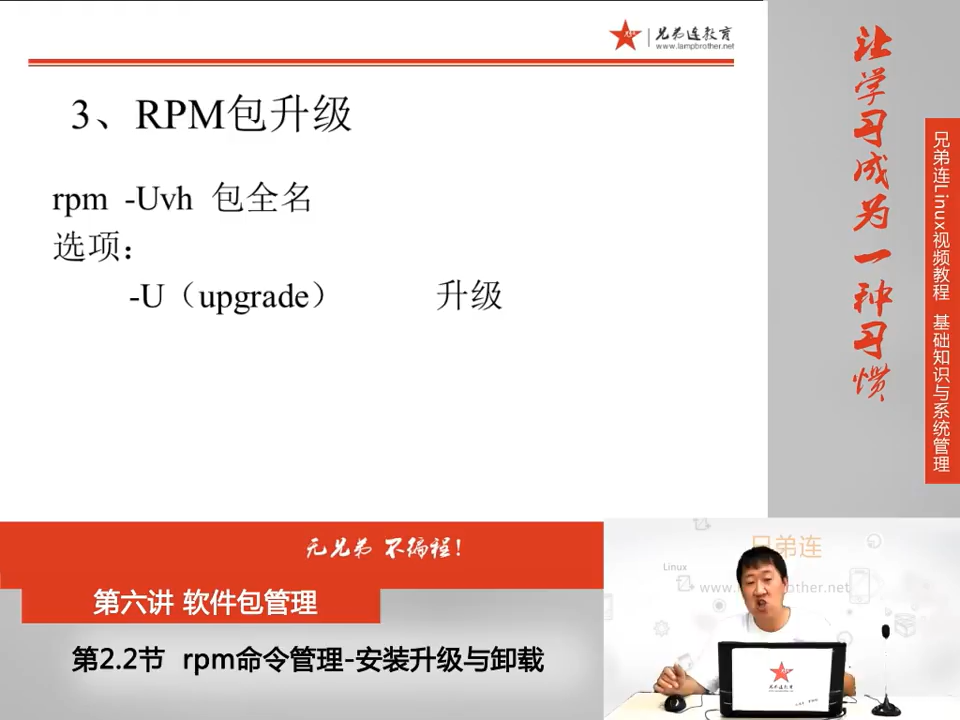 兄弟连教育
www.lampbrother.net
3、RPM包升级
rpm -Uvh 包全名
选项：
-U（upgrade） 升级
让学习成为一种习惯
兄弟连Linux视频教程 基础知识与系统管理
无兄弟 不编程！
第六讲 软件包管理
第2.2节 rpm命令管理-安装升级与卸载
兄弟连
Linux